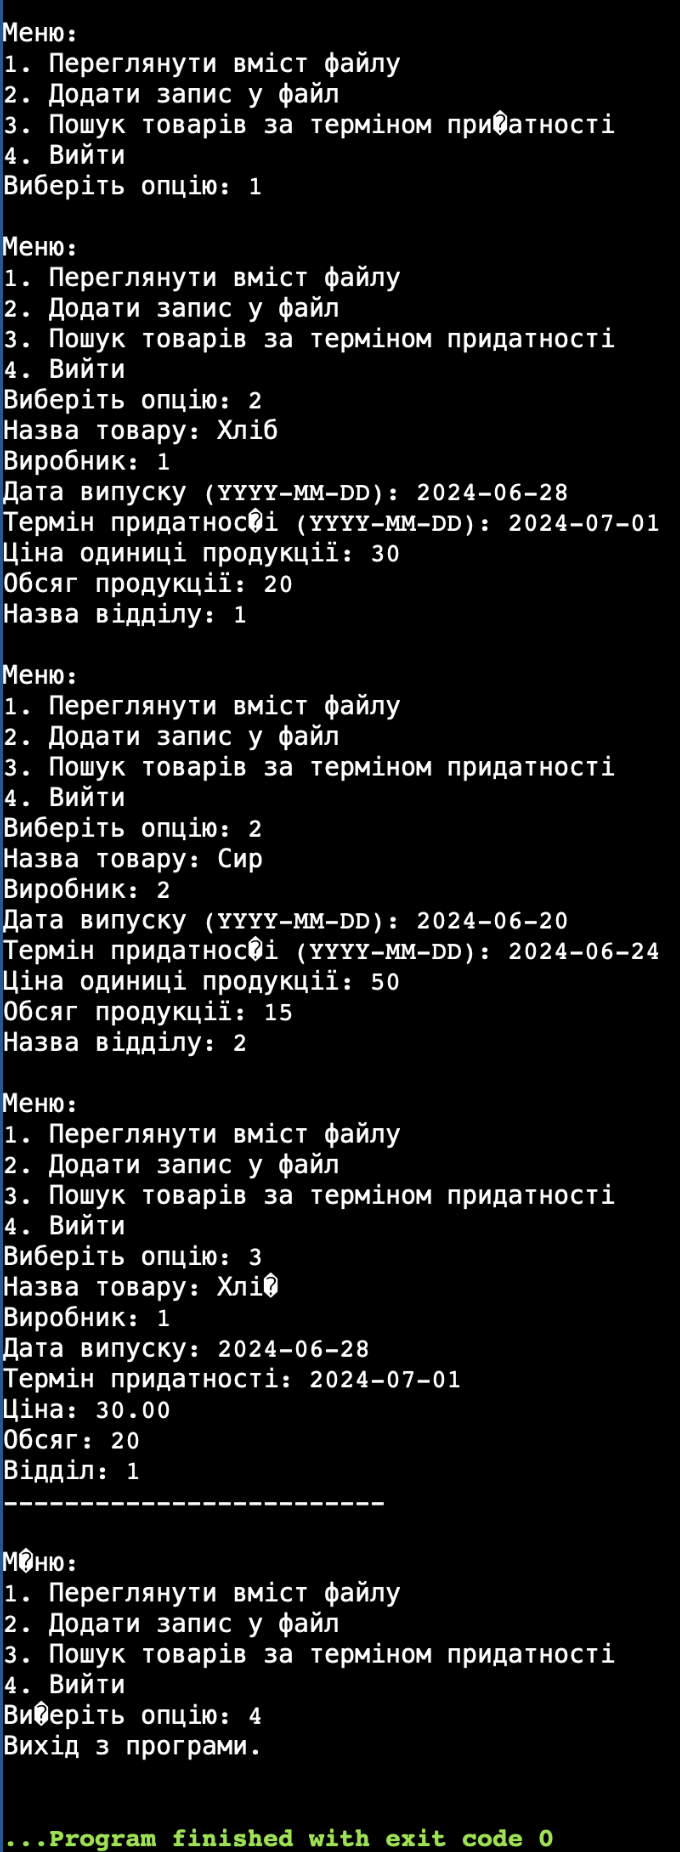 Меню:
1. Переглянути вміст файлу
2. Додати запис у файл
3. Пошук товарів за терміном при�атності
4. Вийти
Виберіть опцію: 1
Меню:
1. Переглянути вміст файлу
2. Додати запис у файл
3. Пошук товарів за терміном придатності
4. Вийти
Виберіть опцію: 2
Назва товару: Хліб
Виробник: 1
Дата випуску (YYYY-MM-DD): 2024-06-28
Термін придатнос�і (YYYY-MM-DD): 2024-07-01
Ціна одиниці продукції: 30
Обсяг продукції: 20
Назва відділу: 1
Меню:
1. Переглянути вміст файлу
2. Додати запис у файл
3. Пошук товарів за терміном придатності
4. Вийти
Виберіть опцію: 2
Назва товару: Сир
Виробник: 2
Дата випуску (YYYY-MM-DD): 2024-06-20
Термін придатнос�і (YYYY-MM-DD): 2024-06-24
Ціна одиниці продукції: 50
Обсяг продукції: 15
Назва відділу: 2
Меню:
1. Переглянути вміст файлу
2. Додати запис у файл
3. Пошук товарів за терміном придатності
4. Вийти
Виберіть опцію: 3
Назва товару: Хлі�
Виробник: 1
Дата випуску: 2024-06-28
Термін придатності: 2024-07-01
Ціна: 30.00
Обсяг: 20
Відділ: 1
-------------------------
М�ню:
1. Переглянути вміст файлу
2. Додати запис у файл
3. Пошук товарів за терміном придатності
4. Вийти
Ви�еріть опцію: 4
Вихід з програми.
...Program finished with exit code 0